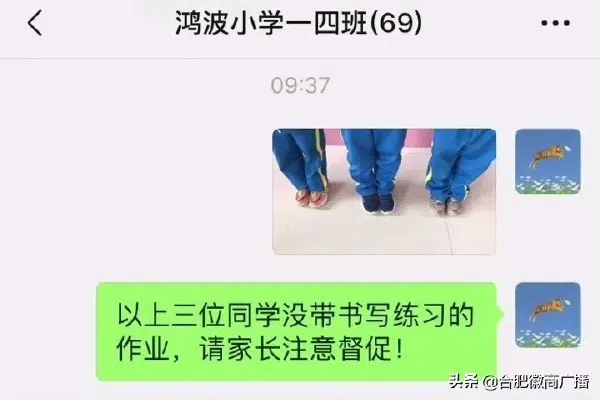 鸿波小学一四班(69)
09:37
以上三位同学没带书写练习的
作业，请家长注意督促！
头条 @合肥徽商广播